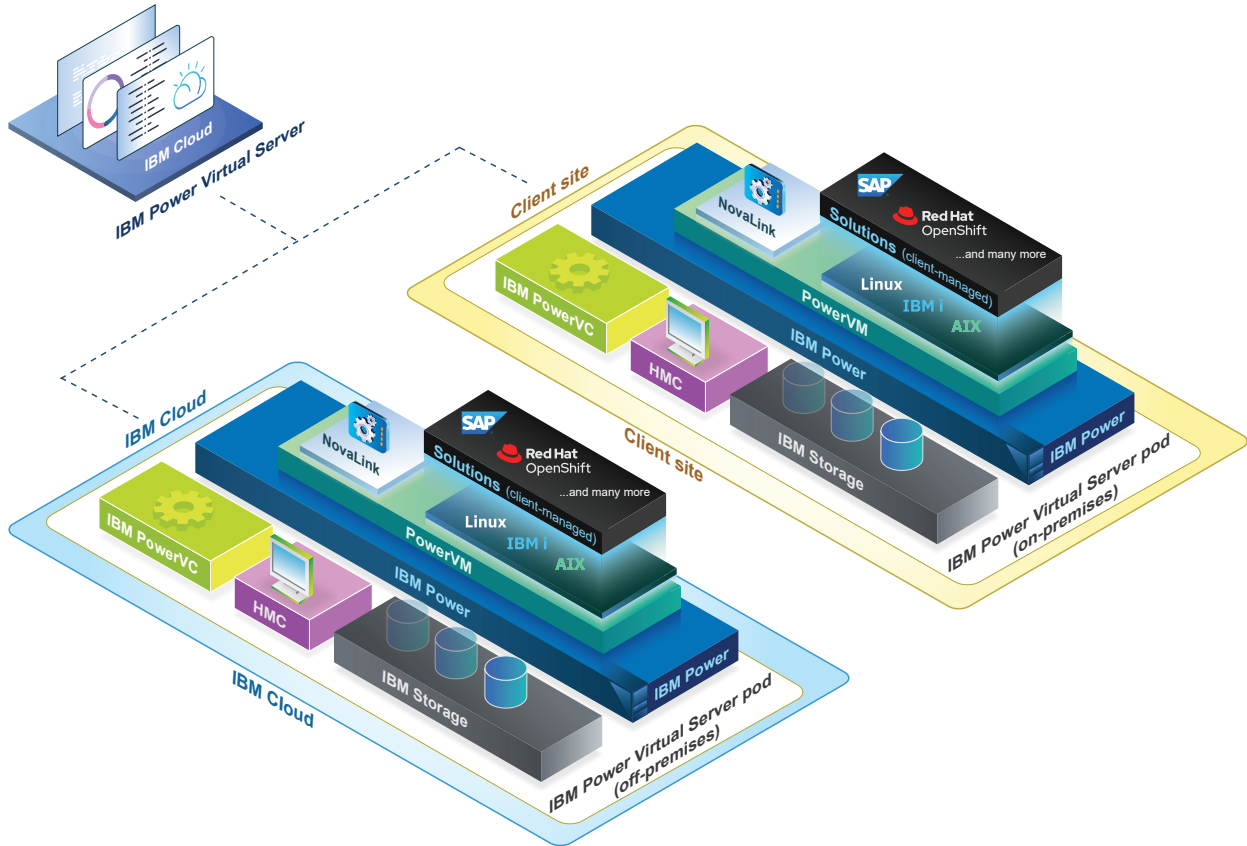 IBM Cloud
IBM Power Virtual Server
Client site
NovaLink
SAP
Red Hat
OpenShift
...and many more
Solutions (client-managed)
Linux
IBM i
AIX
PowerVM
IBM Power
IBM Power
IBM PowerVC
HMC
IBM Storage
Client site
IBM Power Virtual Server pod
(on-premises)
IBM Cloud
NovaLink
SAP
Red Hat
OpenShift
...and many more
Solutions (client-managed)
Linux
IBM i
AIX
PowerVM
IBM Power
IBM Power
IBM PowerVC
HMC
IBM Storage
IBM Cloud
IBM Power Virtual Server pod
(off-premises)